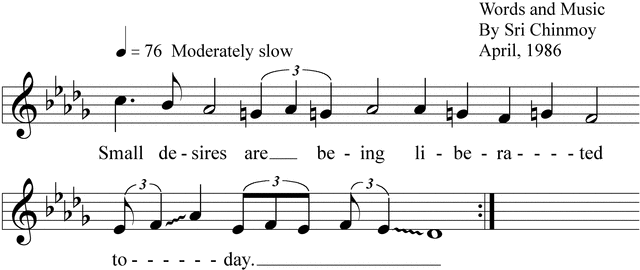 Words and Music
By Sri Chinmoy
April, 1986
♩ = 76 Moderately slow
3
Small de-sires are___ be-ing li-be-ra----ted
3 3 3
to------day.___